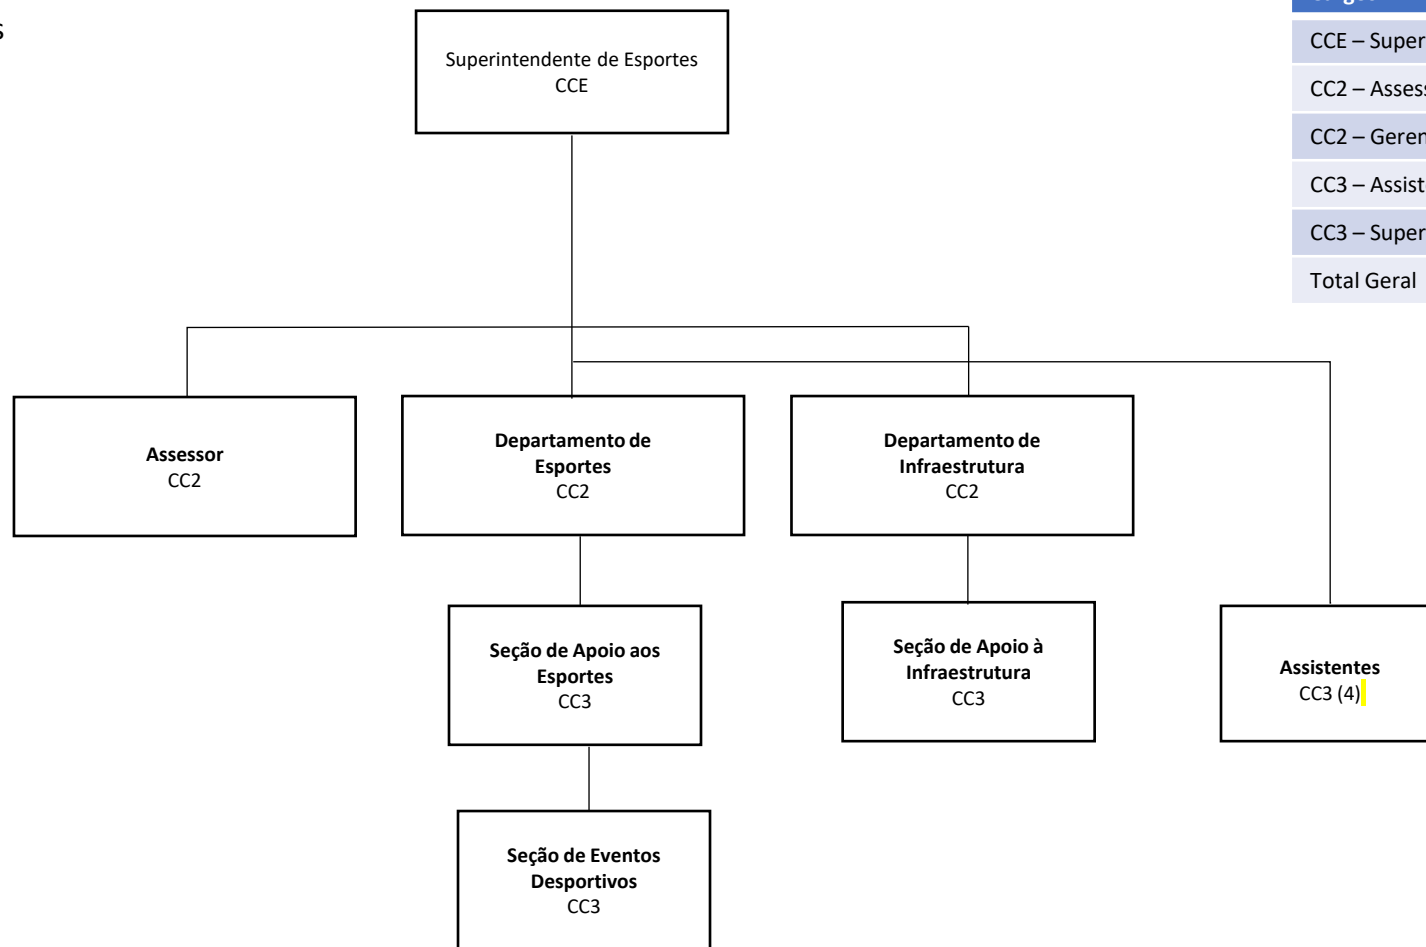 S
Superintendente de Esportes
CCE
CCE – Super
CC2 – Asses
CC2 – Geren
CC3 – Assist
CC3 – Super
Total Geral
Assessor
CC2
Departamento de
Esportes
CC2
Departamento de
Infraestrutura
CC2
Seção de Apoio aos
Esportes
CC3
Seção de Apoio à
Infraestrutura
CC3
Assistentes
CC3 (4)
Seção de Eventos
Desportivos
CC3